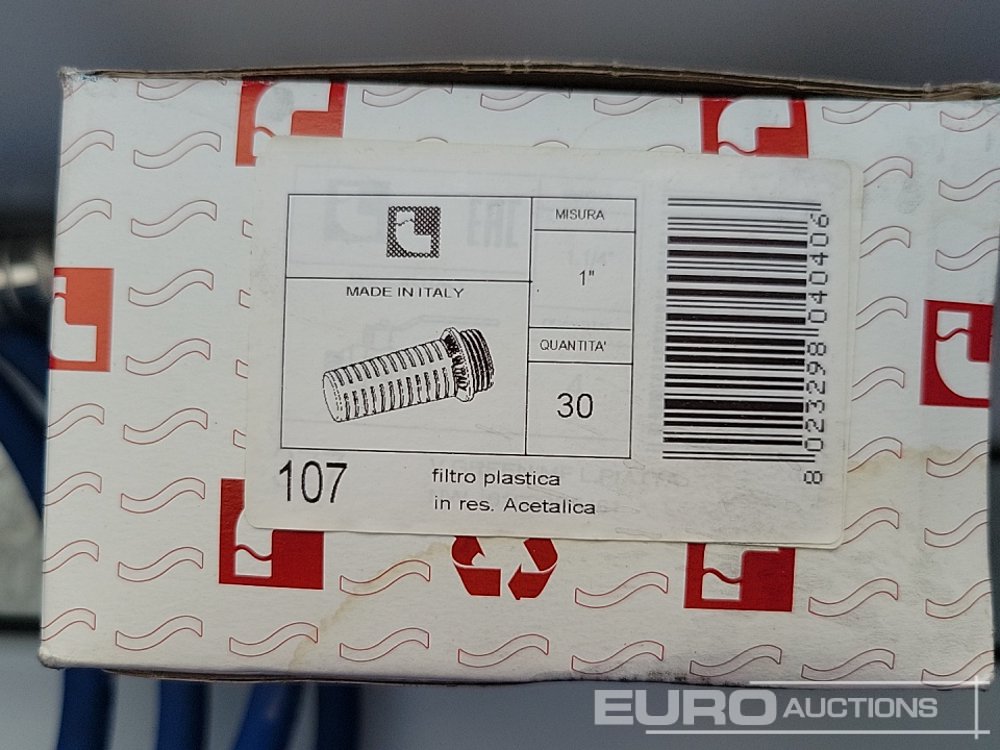 MISURA
1"
MADE IN ITALY
QUANTITA'
30
107
filtro plastica
in res. Acetalica
8 023298 040406
EURO AUCTIONS